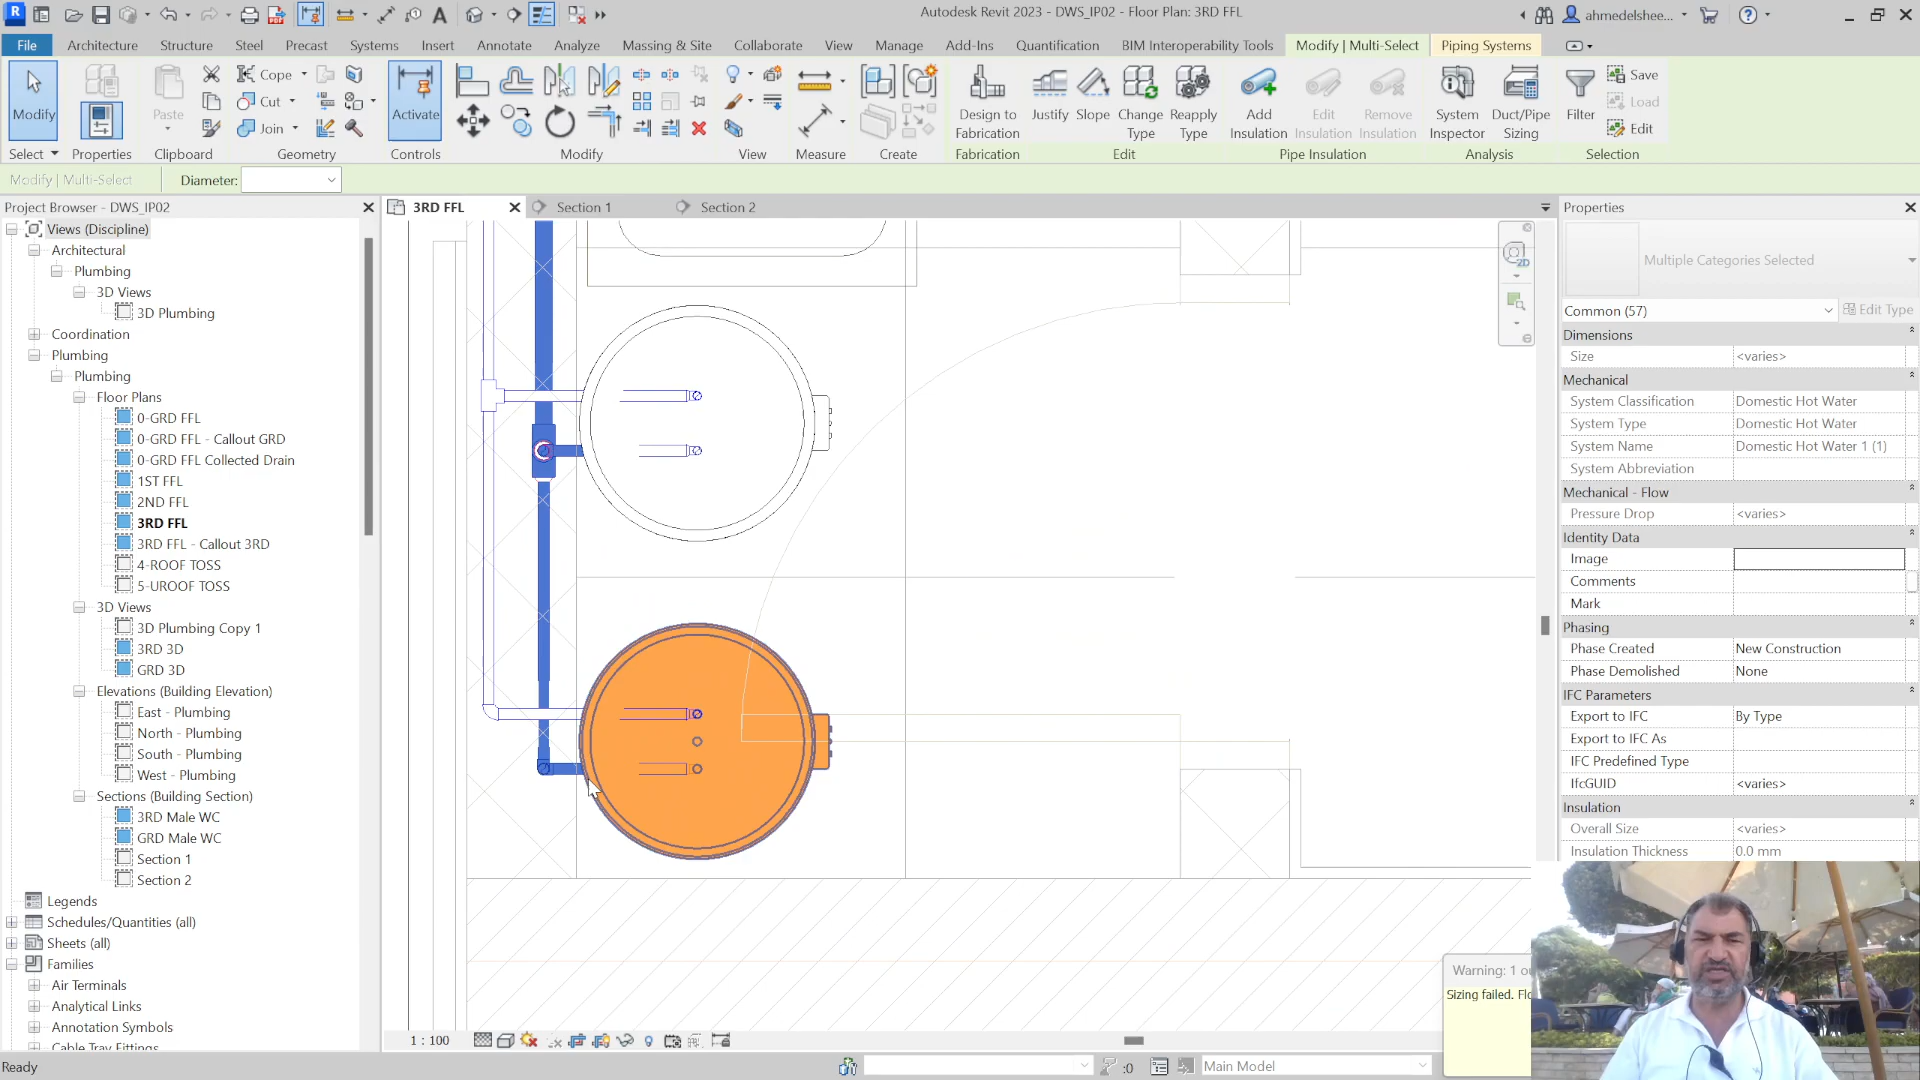 Autodesk Revit 2023 - DWS_IP02 - Floor Plan: 3RD FFL
ahmedelshee...
File
Architecture
Structure
Steel
Precast
Systems
Insert
Annotate
Analyze
Massing & Site
Collaborate
View
Manage
Add-Ins
Quantification
BIM Interoperability Tools
Modify | Multi-Select
Piping Systems
Modify
Paste
Cope
Cut
Join
Activate
Design to
Fabrication
Justify
Slope
Change
Type
Reapply
Type
Add
Insulation
Edit
Insulation
Remove
Insulation
System
Inspector
Duct/Pipe
Sizing
Filter
Save
Load
Edit
Select
Properties
Clipboard
Geometry
Controls
Modify
View
Measure
Create
Fabrication
Edit
Pipe Insulation
Analysis
Selection
Modify | Multi-Select
Diameter:
Project Browser - DWS_IP02
3RD FFL
Section 1
Section 2
Properties
Views (Discipline)
Architectural
Plumbing
3D Views
3D Plumbing
Coordination
Plumbing
Plumbing
Floor Plans
0-GRD FFL
0-GRD FFL - Callout GRD
0-GRD FFL Collected Drain
1ST FFL
2ND FFL
3RD FFL
3RD FFL - Callout 3RD
4-ROOF TOSS
5-UROOF TOSS
3D Views
3D Plumbing Copy 1
3RD 3D
GRD 3D
Elevations (Building Elevation)
East - Plumbing
North - Plumbing
South - Plumbing
West - Plumbing
Sections (Building Section)
3RD Male WC
GRD Male WC
Section 1
Section 2
Legends
Schedules/Quantities (all)
Sheets (all)
Families
Air Terminals
Analytical Links
Annotation Symbols
Cable Tray Fittings
2D
Multiple Categories Selected
Common (57)
Edit Type
Dimensions
Size <varies>
Mechanical
System Classification Domestic Hot Water
System Type Domestic Hot Water
System Name Domestic Hot Water 1 (1)
System Abbreviation
Mechanical - Flow
Pressure Drop <varies>
Identity Data
Image
Comments
Mark
Phasing
Phase Created New Construction
Phase Demolished None
IFC Parameters
Export to IFC By Type
Export to IFC As
IFC Predefined Type
IfcGUID <varies>
Insulation
Overall Size <varies>
Insulation Thickness 0.0 mm
Warning: 1 ou
Sizing failed. Flo
1 : 100
Ready
:0
Main Model